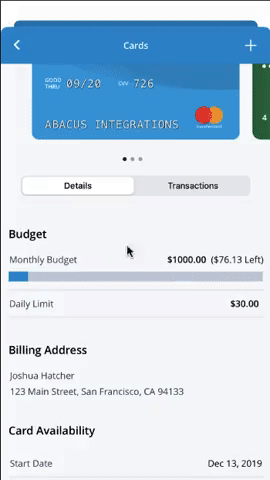 Cards
GOOD THRU 09/20 CVV 726
ABACUS INTEGRATIONS
4
Details Transactions
Budget
Monthly Budget $1000.00 ($76.13 Left)
Daily Limit $30.00
Billing Address
Joshua Hatcher
123 Main Street, San Francisco, CA 94133
Card Availability
Start Date Dec 13, 2019